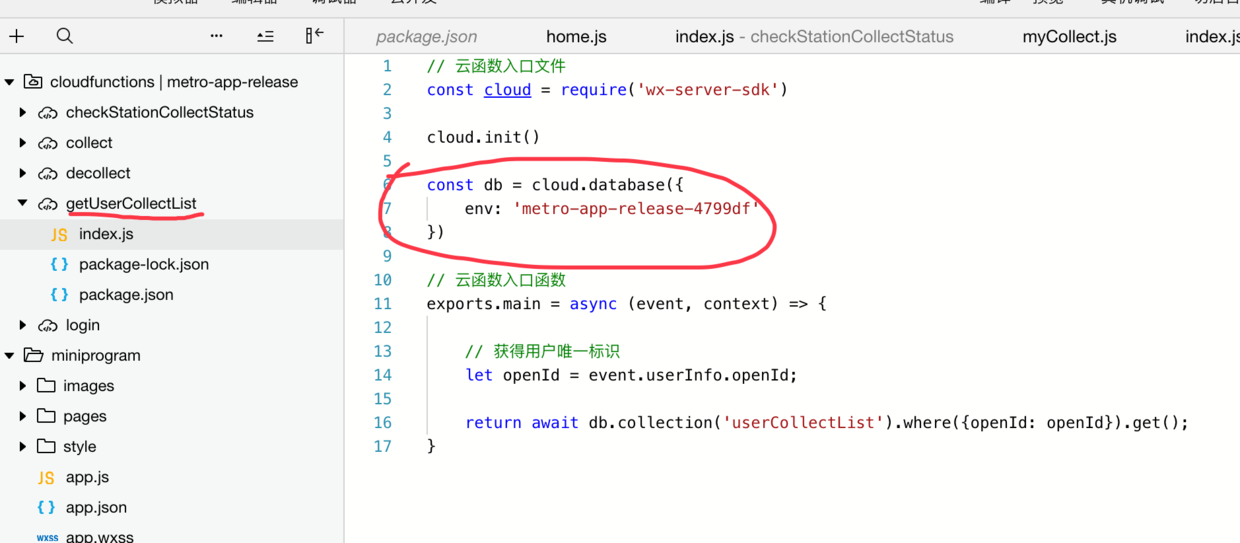 package.json
home.js
index.js - checkStationCollectStatus
myCollect.js
cloudfunctions | metro-app-release
checkStationCollectStatus
collect
decollect
getUserCollectList
JS index.js
{ } package-lock.json
{ } package.json
login
miniprogram
images
pages
style
JS app.js
{ } app.json
wxss app.wxss
1 // 云函数入口文件
2 const cloud = require('wx-server-sdk')
3
4 cloud.init()
5
6 const db = cloud.database({
7 env: 'metro-app-release-4799df'
8 })
9
10 // 云函数入口函数
11 exports.main = async (event, context) => {
12
13 // 获得用户唯一标识
14 let openId = event.userInfo.openId;
15
16 return await db.collection('userCollectList').where({openId: openId}).get();
17 }